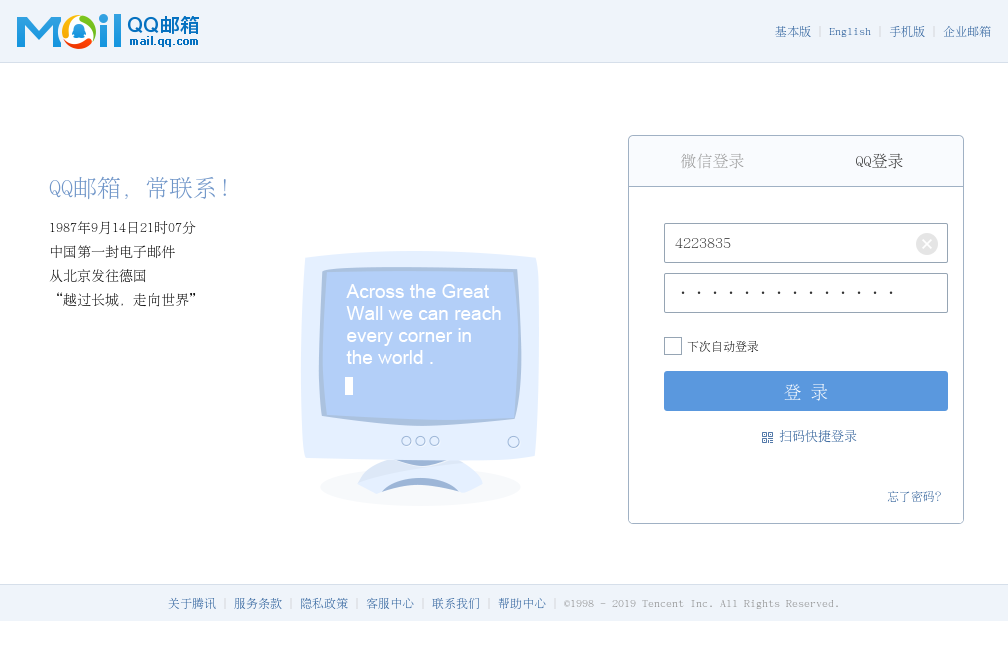 Mail QQ邮箱
mail.qq.com
基本版 | English | 手机版 | 企业邮箱
QQ邮箱，常联系！
1987年9月14日21时07分
中国第一封电子邮件
从北京发往德国
“越过长城，走向世界”
Across the Great
Wall we can reach
every corner in
the world .
微信登录 QQ登录
4223835
下次自动登录
登 录
扫码快捷登录
忘了密码？
关于腾讯 | 服务条款 | 隐私政策 | 客服中心 | 联系我们 | 帮助中心 | ©1998 - 2019 Tencent Inc. All Rights Reserved.